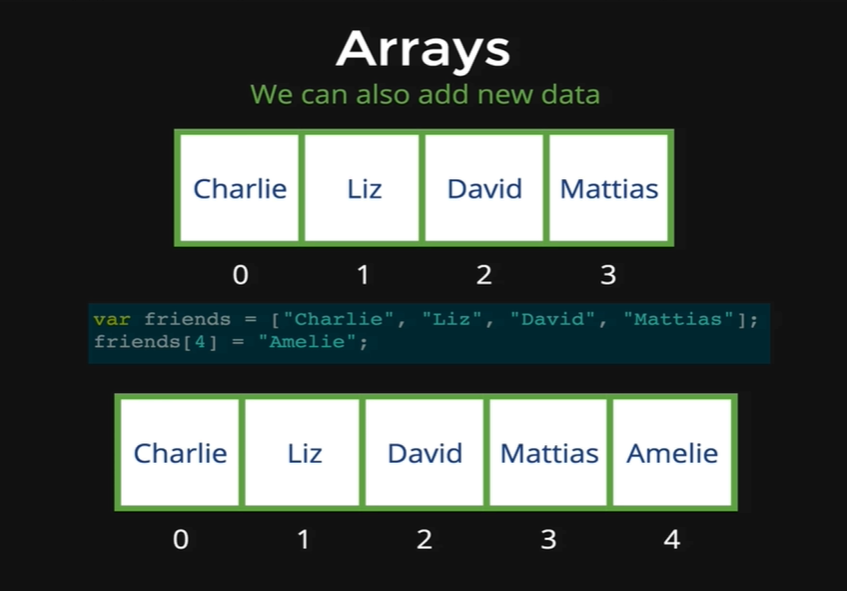 Arrays
We can also add new data
Charlie Liz David Mattias
0 1 2 3
var friends = ["Charlie", "Liz", "David", "Mattias"];
friends[4] = "Amelie";
Charlie Liz David Mattias Amelie
0 1 2 3 4